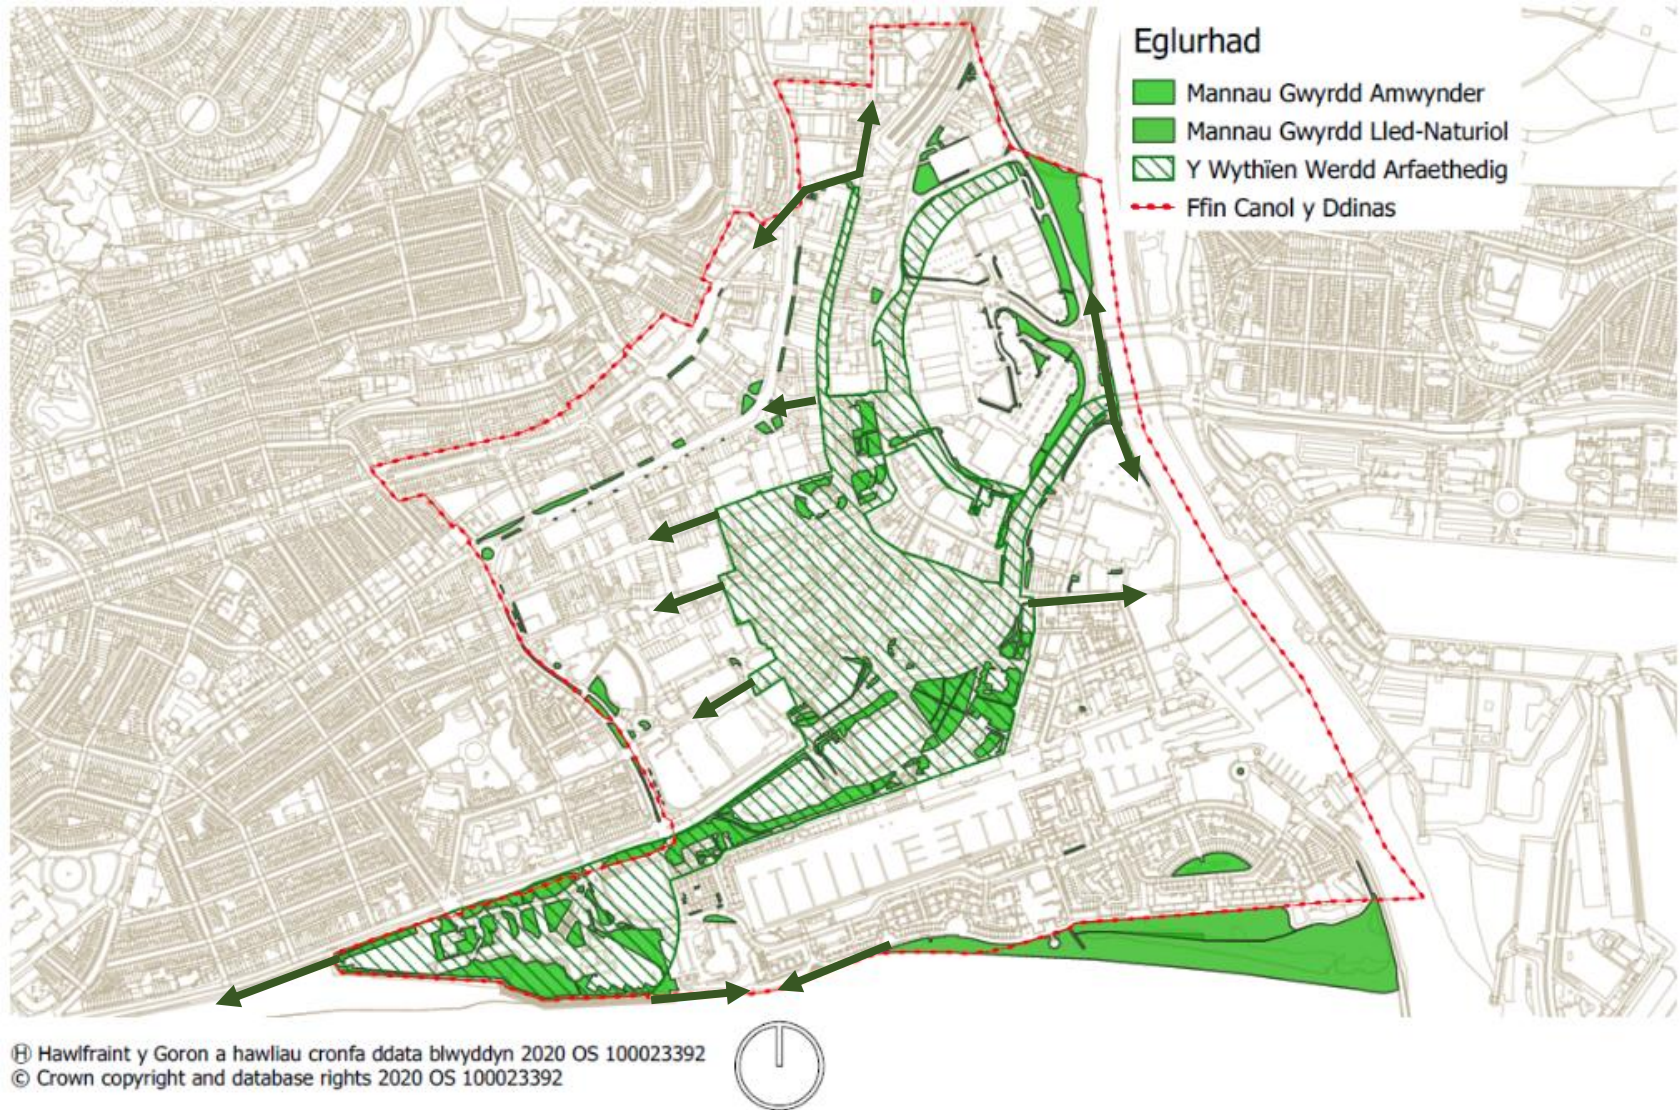 Eglurhad
Mannau Gwyrdd Amwynder
Mannau Gwyrdd Lled-Naturiol
Y Wythïen Werdd Arfaethedig
Ffin Canol y Ddinas
Ⓗ Hawlfraint y Goron a hawliau cronfa ddata blwyddyn 2020 OS 100023392
© Crown copyright and database rights 2020 OS 100023392